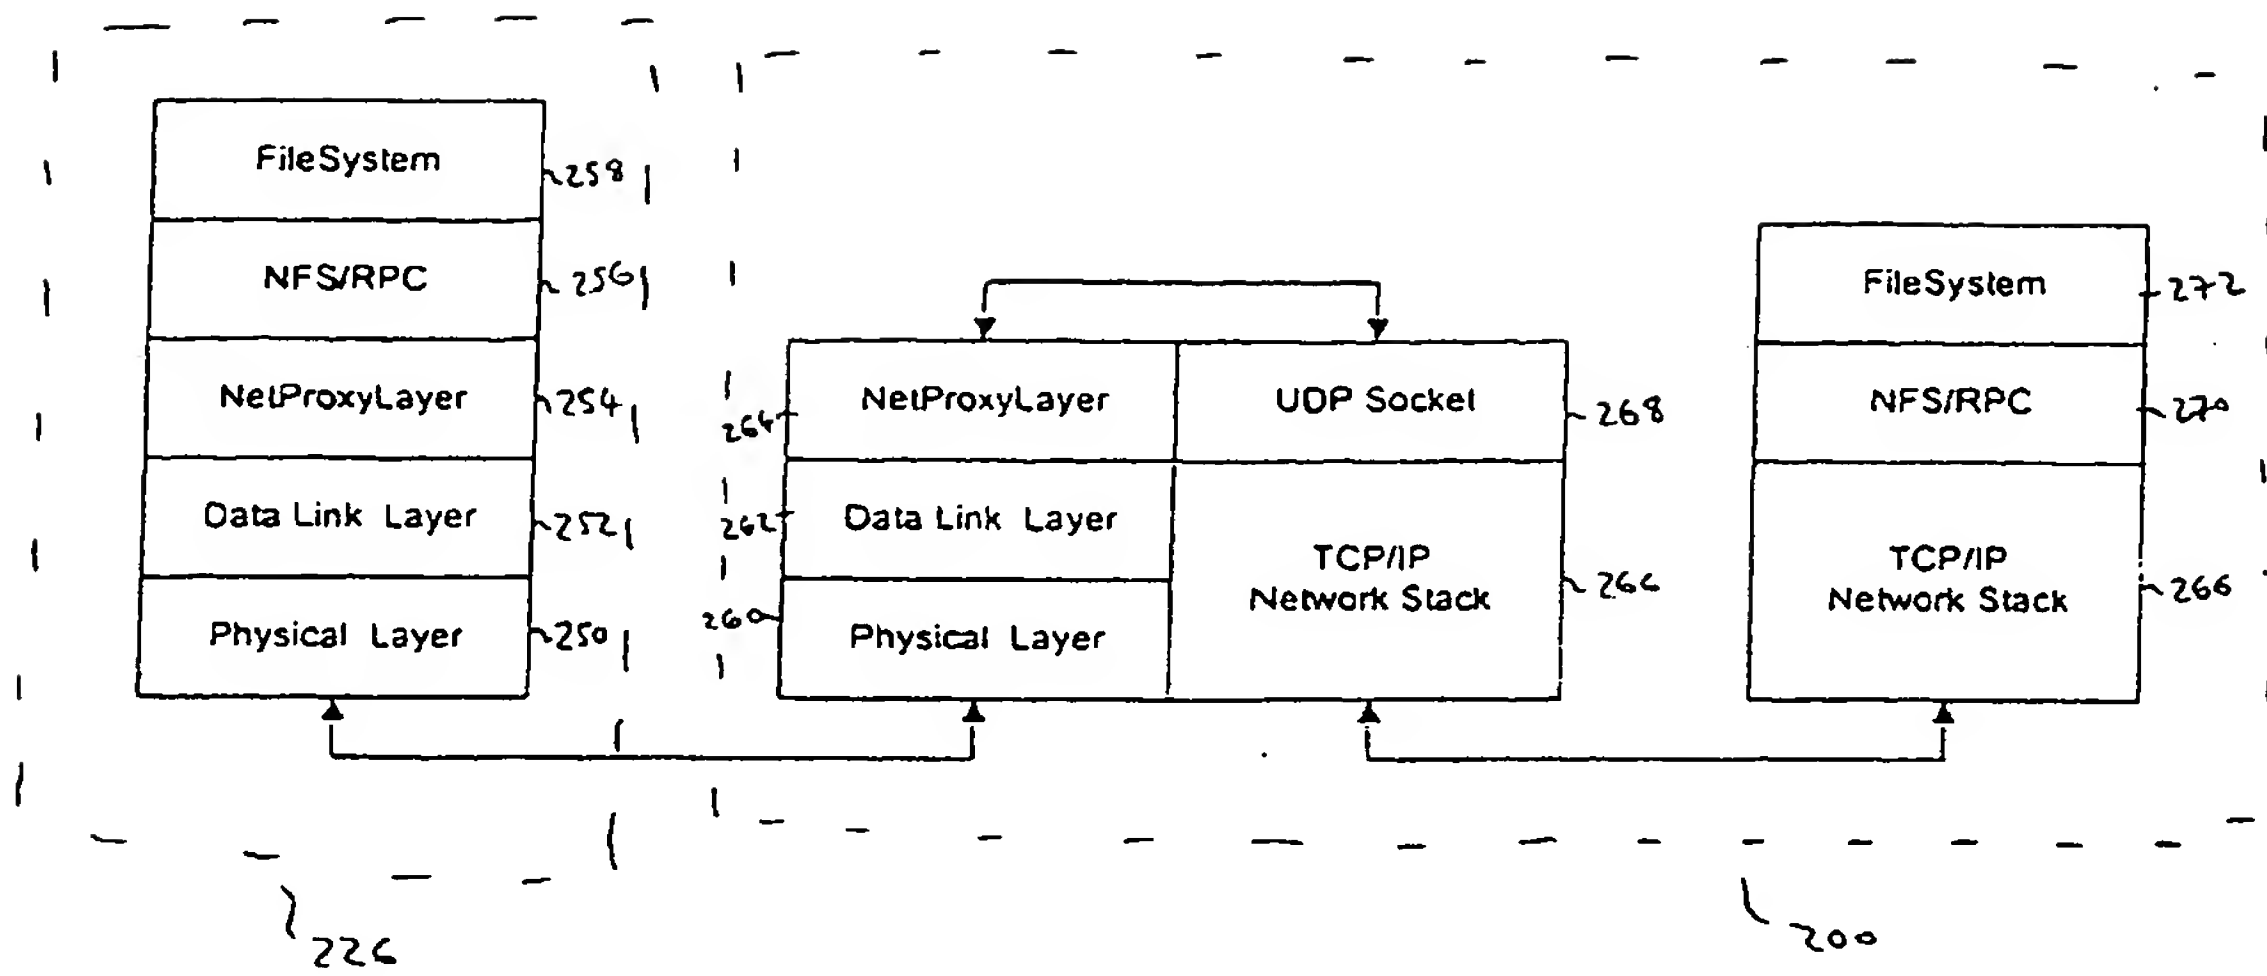 FileSystem
258
NFS/RPC
256
NetProxyLayer
254
Data Link Layer
252
Physical Layer
250
226
NetProxyLayer
264
UDP Socket
268
Data Link Layer
262
TCP/IP
Network Stack
266
Physical Layer
260
FileSystem
272
NFS/RPC
270
TCP/IP
Network Stack
266
200